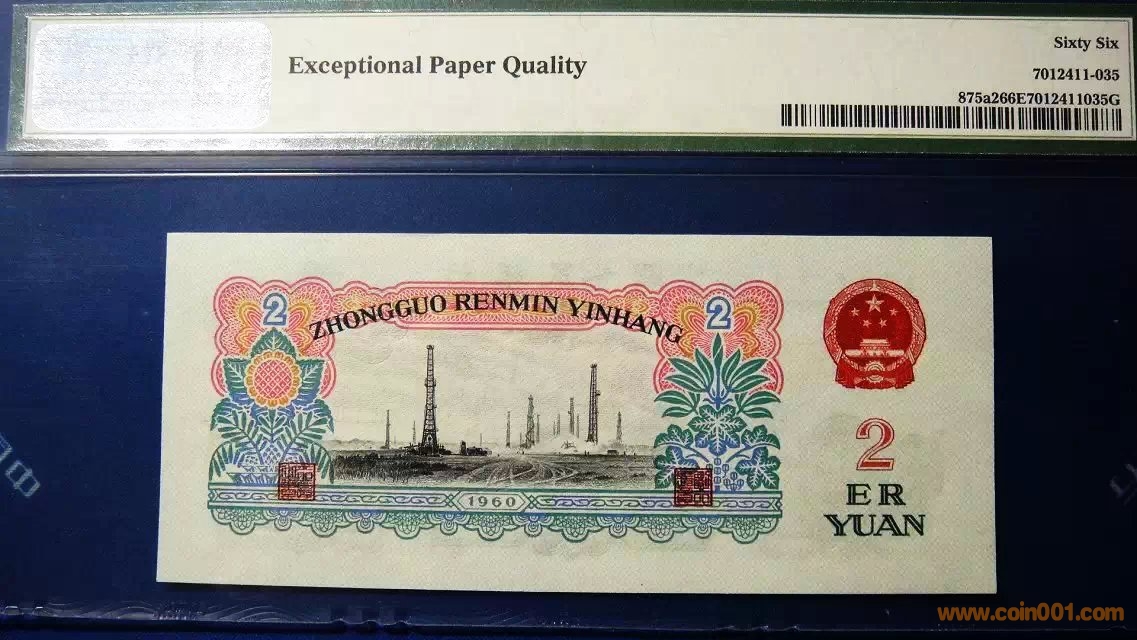 Sixty Six
Exceptional Paper Quality
7012411-035
875a266E7012411035G
2 ZHONGGUO RENMIN YINHANG 2
2
ER
YUAN
1960
www.coin001.com